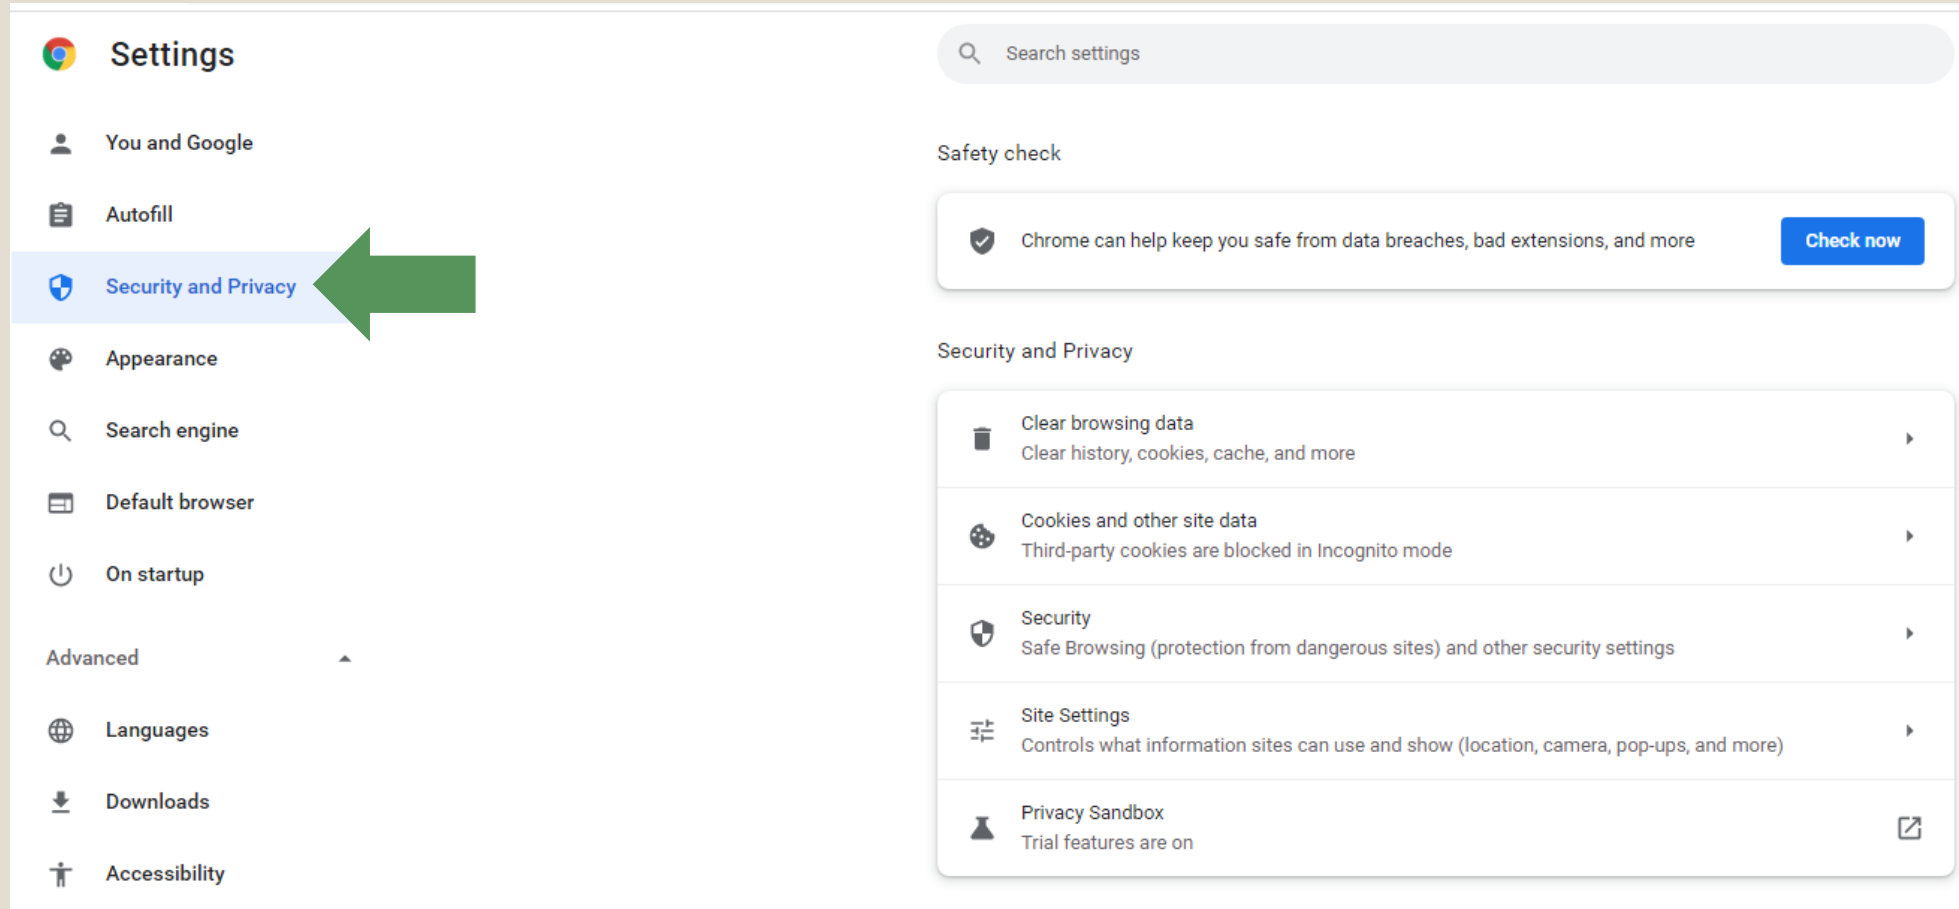 Settings
Search settings
You and Google
Autofill
Security and Privacy
Appearance
Search engine
Default browser
On startup
Advanced
Languages
Downloads
Accessibility
Safety check
Chrome can help keep you safe from data breaches, bad extensions, and more
Check now
Security and Privacy
Clear browsing data
Clear history, cookies, cache, and more
Cookies and other site data
Third-party cookies are blocked in Incognito mode
Security
Safe Browsing (protection from dangerous sites) and other security settings
Site Settings
Controls what information sites can use and show (location, camera, pop-ups, and more)
Privacy Sandbox
Trial features are on